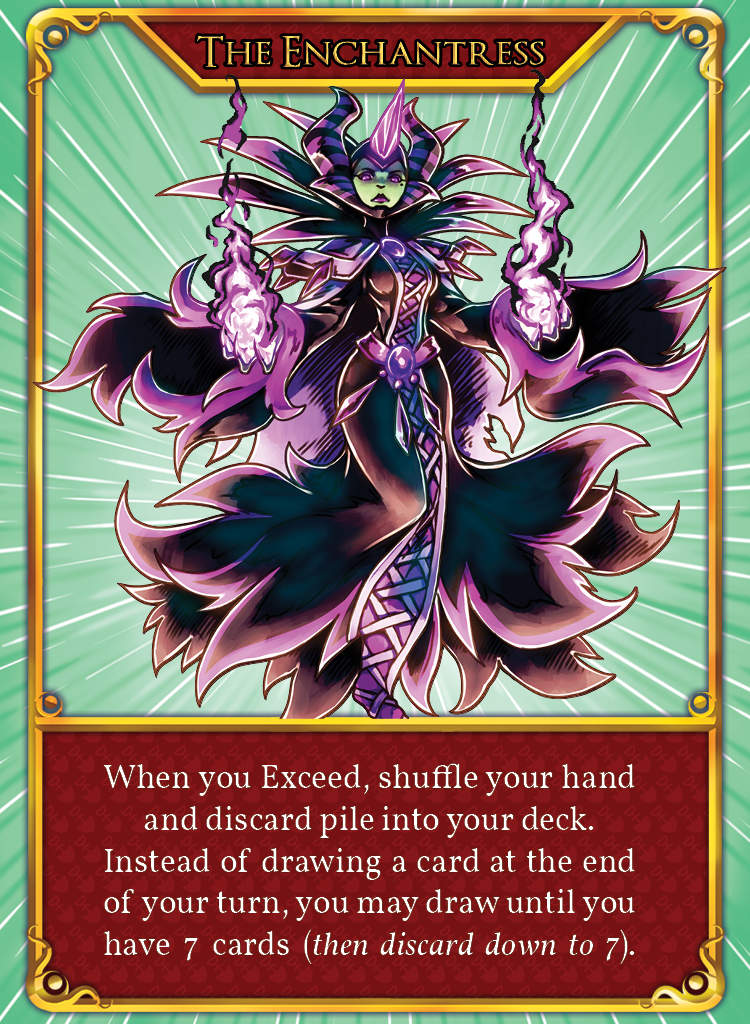 The Enchantress
When you Exceed, shuffle your hand
and discard pile into your deck.
Instead of drawing a card at the end
of your turn, you may draw until you
have 7 cards (then discard down to 7).